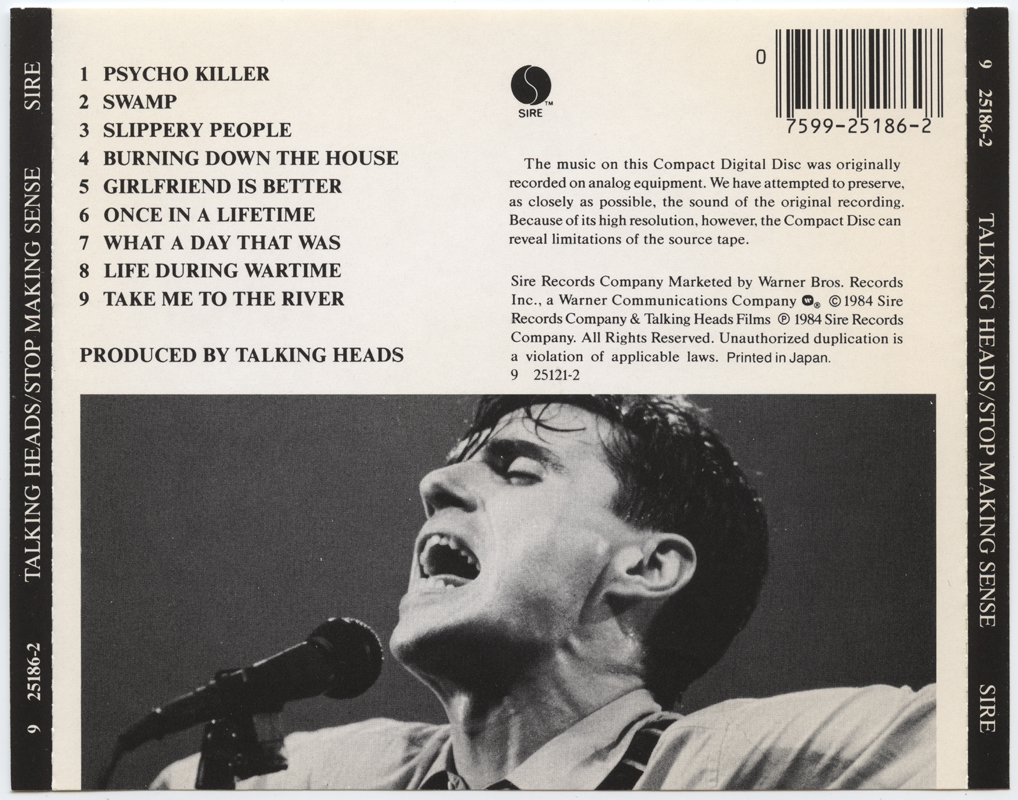 9 25186-2 TALKING HEADS/STOP MAKING SENSE SIRE
1 PSYCHO KILLER
2 SWAMP
3 SLIPPERY PEOPLE
4 BURNING DOWN THE HOUSE
5 GIRLFRIEND IS BETTER
6 ONCE IN A LIFETIME
7 WHAT A DAY THAT WAS
8 LIFE DURING WARTIME
9 TAKE ME TO THE RIVER
PRODUCED BY TALKING HEADS
SIRE™
0 7599-25186-2
The music on this Compact Digital Disc was originally
recorded on analog equipment. We have attempted to preserve,
as closely as possible, the sound of the original recording.
Because of its high resolution, however, the Compact Disc can
reveal limitations of the source tape.
Sire Records Company Marketed by Warner Bros. Records
Inc., a Warner Communications Company ® © 1984 Sire
Records Company & Talking Heads Films ℗ 1984 Sire Records
Company. All Rights Reserved. Unauthorized duplication is
a violation of applicable laws. Printed in Japan.
9 25121-2
9 25186-2 TALKING HEADS/STOP MAKING SENSE SIRE